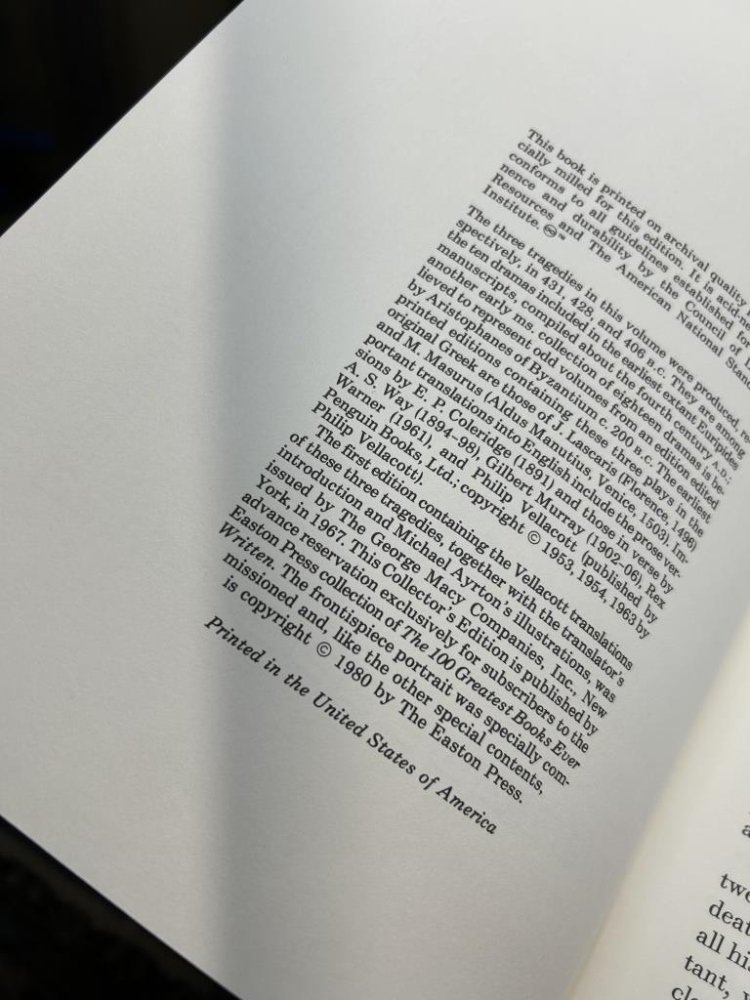 This book is printed on archival quality
cially milled for this edition. It is acid-
conforms to all guidelines established for
nence and durability by the Council of
Resources and The American National
Institute. ∞™
The three tragedies in this volume were produced,
spectively, in 431, 428, and 406 B.C. They are among
the ten dramas included in the earliest extant Euripides
manuscripts, compiled about the fourth century A.D.;
another early ms. collection of eighteen dramas is be-
lieved to represent odd volumes from an edition edited
by Aristophanes of Byzantium c. 200 B.C. The earliest
printed editions containing these three plays in the
original Greek are those of J. Lascaris (Florence, 1496)
and M. Masurus (Aldus Manutius, Venice, 1503). Im-
portant translations into English include the prose ver-
sions by E. P. Coleridge (1891) and those in verse by
A. S. Way (1894–98), Gilbert Murray (1902–06), Rex
Warner (1961), and Philip Vellacott (published by
Penguin Books, Ltd.; copyright © 1953, 1954, 1963 by
Philip Vellacott).
The first edition containing the Vellacott translations
of these three tragedies, together with the translator's
introduction and Michael Ayrton's illustrations, was
issued by The George Macy Companies, Inc., New
York, in 1967. This Collector's Edition is published by
advance reservation exclusively for subscribers to the
Easton Press collection of The 100 Greatest Books Ever
Written. The frontispiece portrait was specially com-
missioned and, like the other special contents,
is copyright © 1980 by The Easton Press.
Printed in the United States of America
all